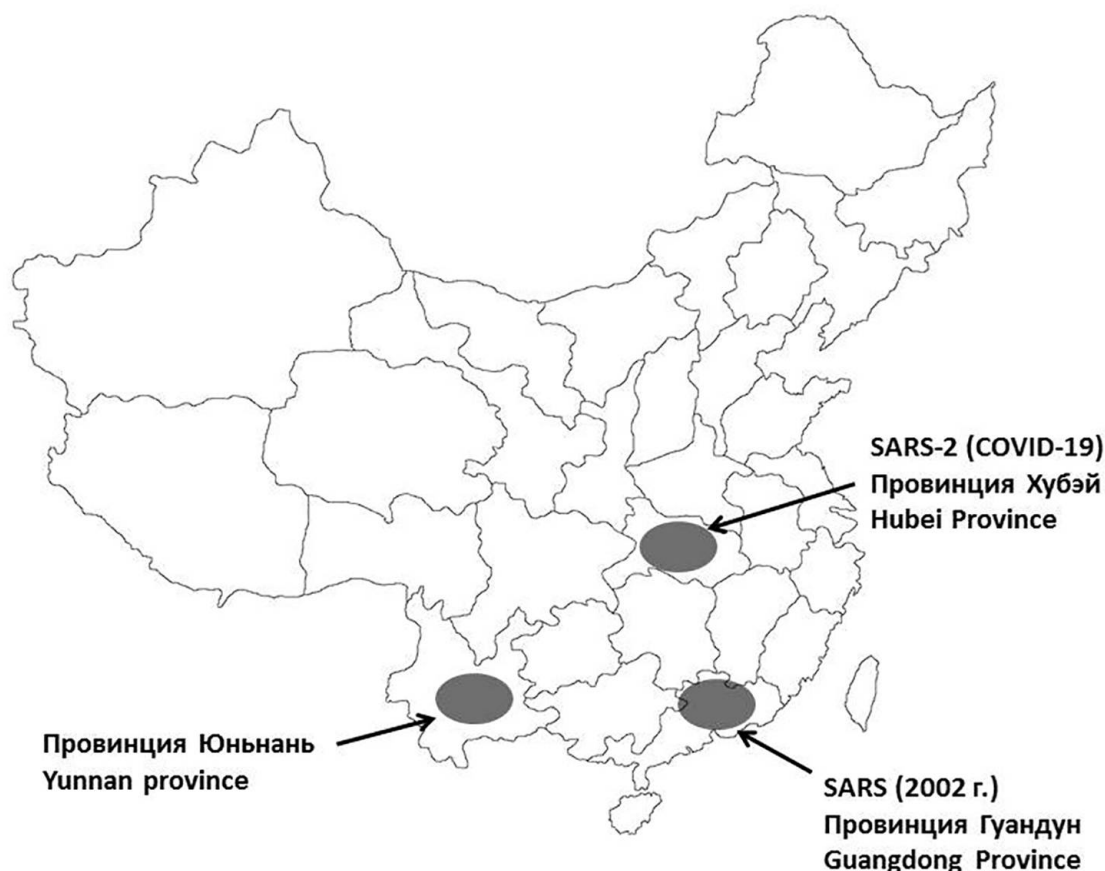 SARS-2 (COVID-19)
Провинция Хубэй
Hubei Province
Провинция Юньнань
Yunnan province
SARS (2002 г.)
Провинция Гуандун
Guangdong Province